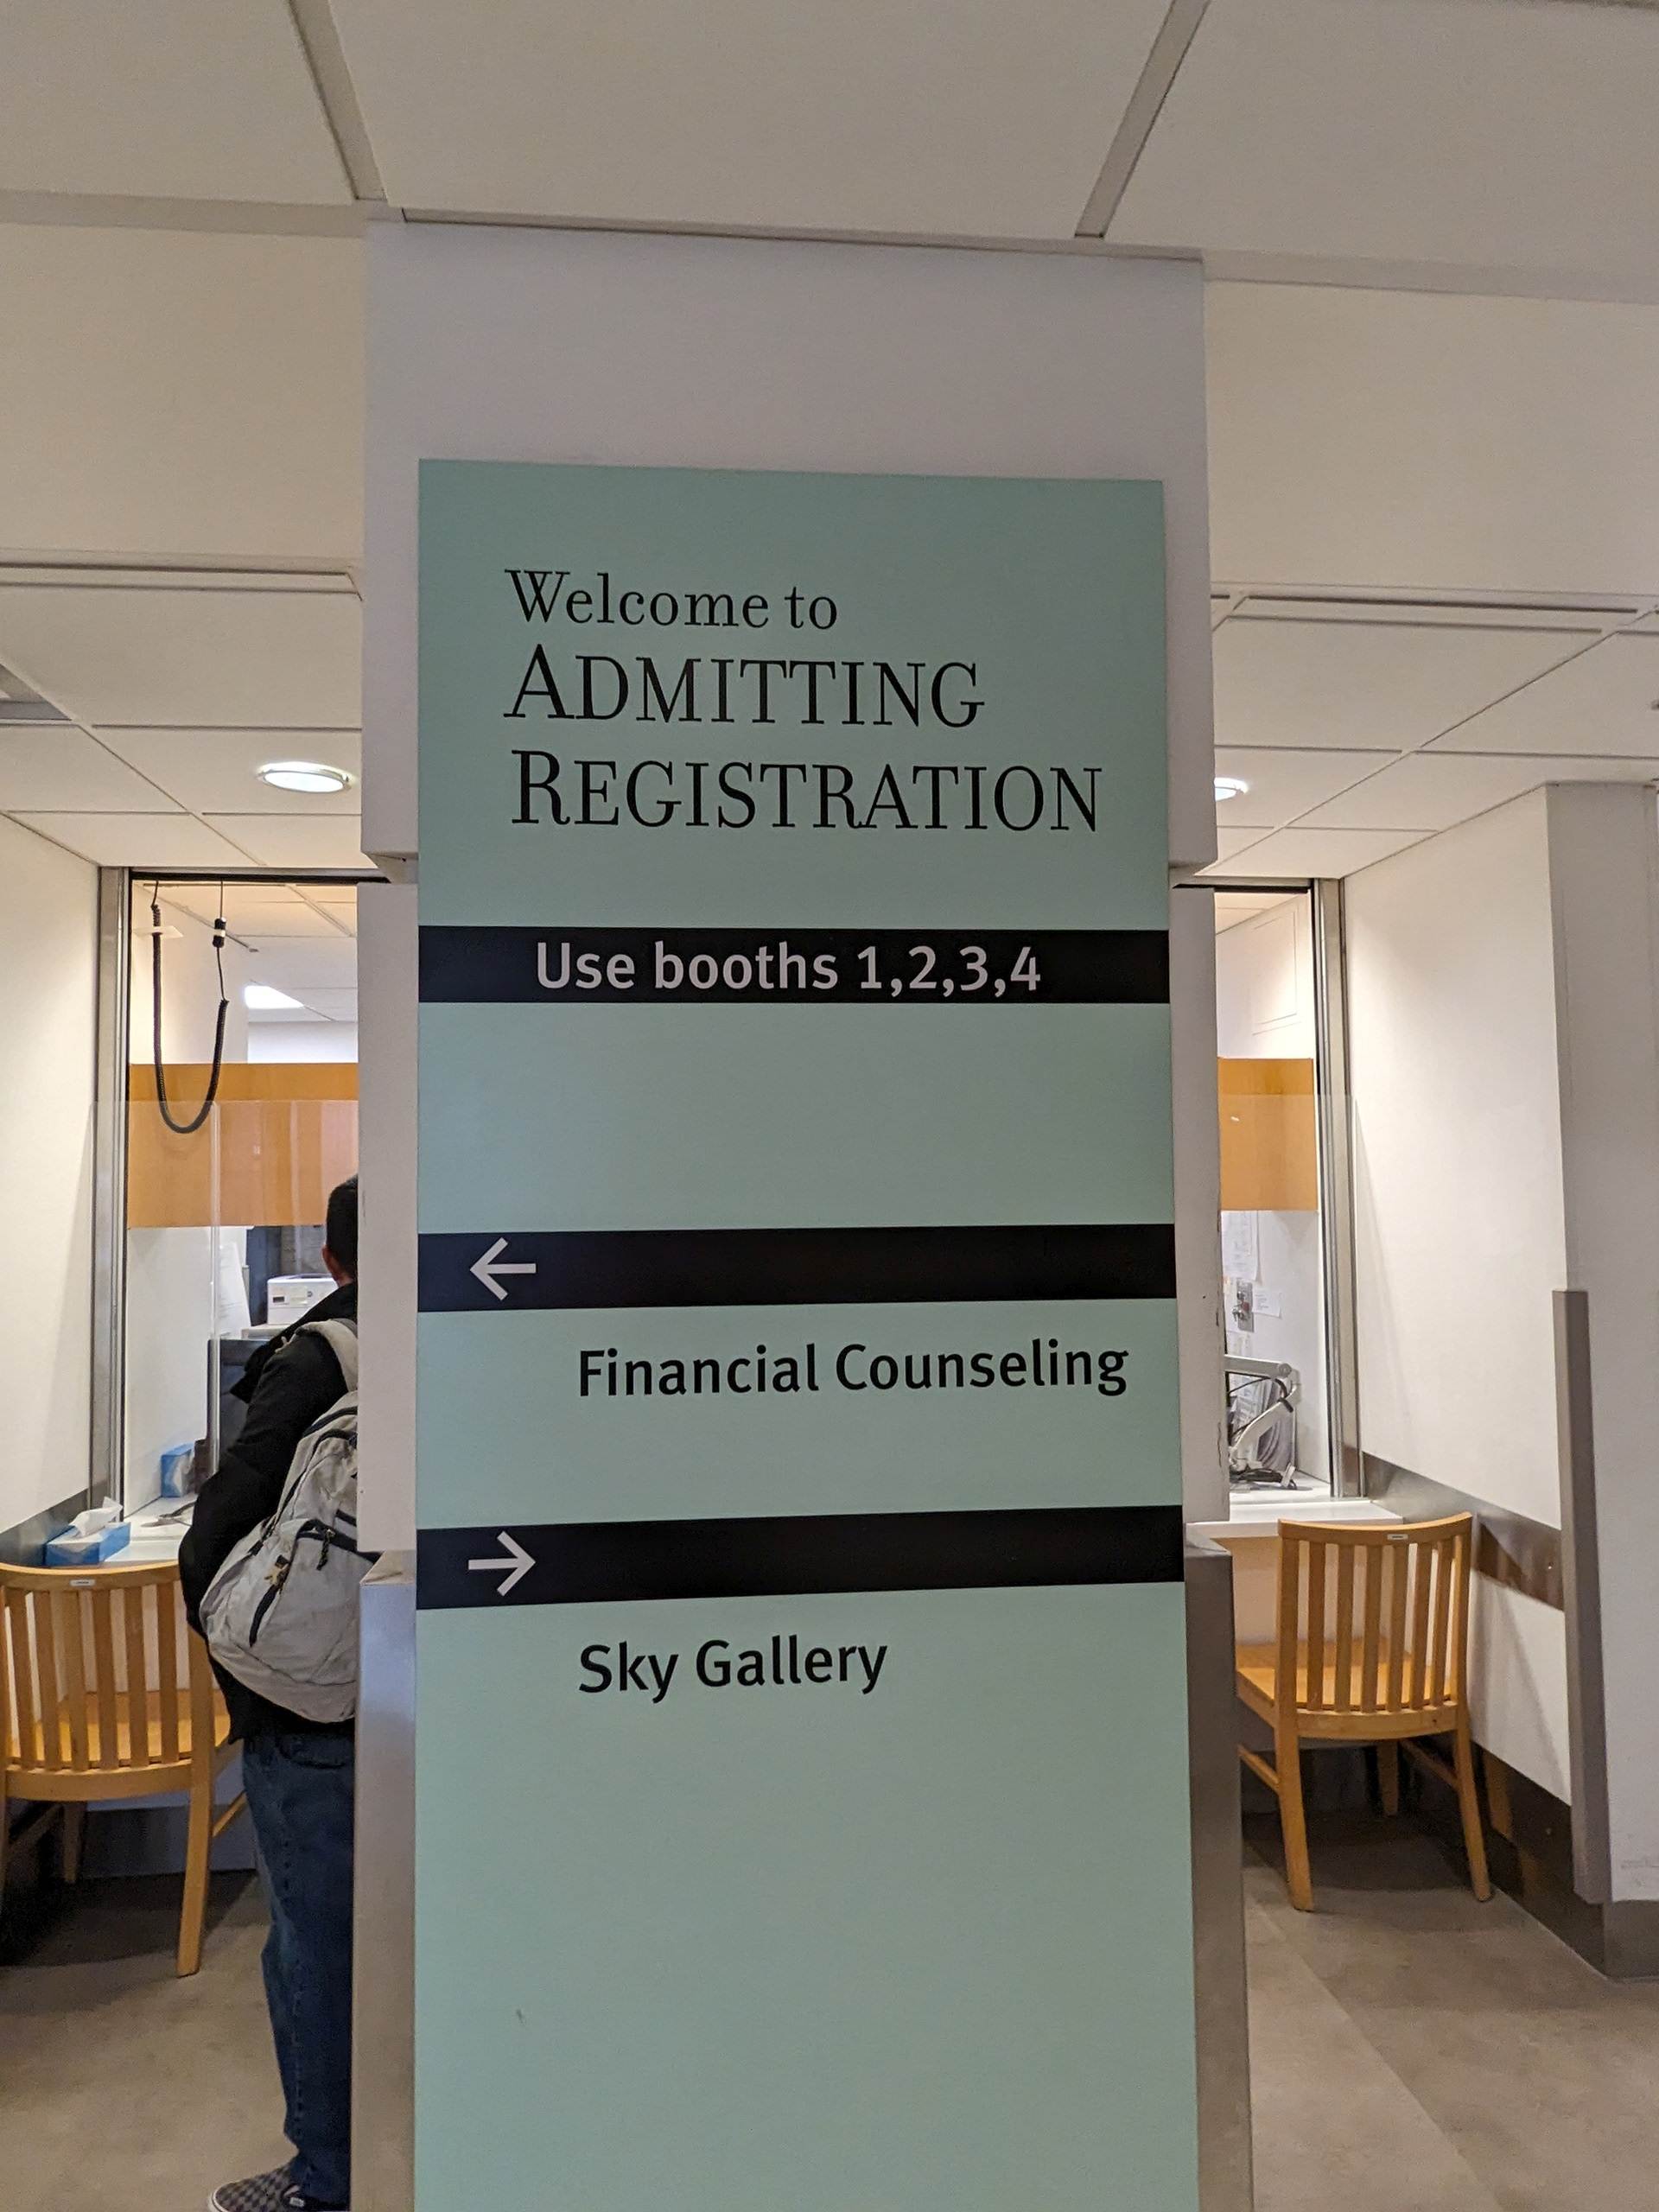 Welcome to
ADMITTING
REGISTRATION
Use booths 1,2,3,4
←
Financial Counseling
→
Sky Gallery